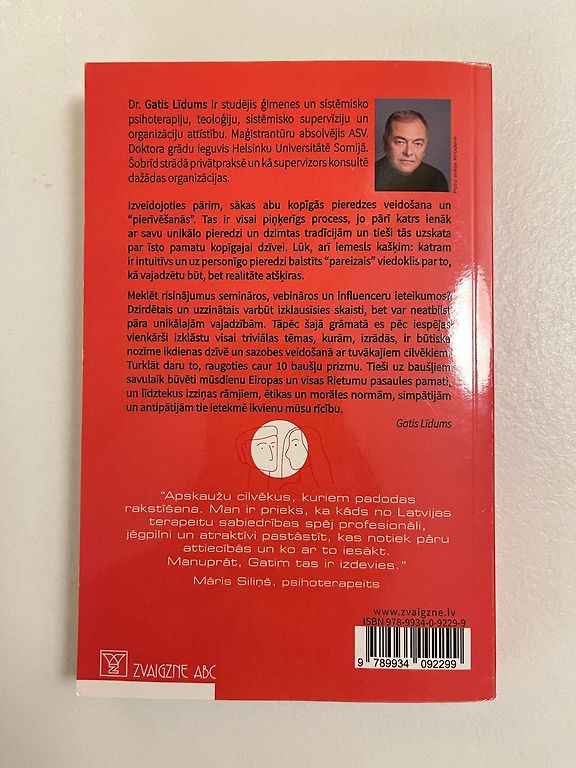 Dr. Gatis Līdums ir studējis ģimenes un sistēmisko
psihoterapiju, teoloģiju, sistēmisko supervīziju un
organizāciju attīstību. Maģistrantūru absolvējis ASV.
Doktora grādu ieguvis Helsinku Universitātē Somijā.
Šobrīd strādā privātpraksē un kā supervizors konsultē
dažādas organizācijas.
Izveidojoties pārim, sākas abu kopīgās pieredzes veidošana un
“pierīvēšanās”. Tas ir visai piņķerīgs process, jo pāri katrs ienāk
ar savu unikālo pieredzi un dzimtas tradīcijām un tieši tās uzskata
par īsto pamatu kopīgajai dzīvei. Lūk, arī iemesls kašķim: katram
ir intuitīvs un uz personīgo pieredzi balstīts “pareizais” viedoklis par to,
kā vajadzētu būt, bet realitāte atšķiras.
Meklēt risinājumus semināros, vebināros un influenceru ieteikumos?
Dzirdētais un uzzinātais varbūt izklausīsies skaisti, bet var neatbilst
pāra unikālajām vajadzībām. Tāpēc šajā grāmatā es pēc iespējas
vienkārši izklāstu visai triviālas tēmas, kurām, izrādās, ir būtiska
nozīme ikdienas dzīvē un sazobes veidošanā ar tuvākajiem cilvēkiem.
Turklāt daru to, raugoties caur 10 baušļu prizmu. Tieši uz baušļiem
savulaik būvēti mūsdienu Eiropas un visas Rietumu pasaules pamati,
un līdztekus izziņas rāmjiem, ētikas un morāles normām, simpātijām
un antipātijām tie ietekmē ikvienu mūsu rīcību.
Gatis Līdums
“Apskaužu cilvēkus, kuriem padodas
rakstīšana. Man ir prieks, ka kāds no Latvijas
terapeitu sabiedrības spēj profesionāli,
jēgpilni un atraktīvi pastāstīt, kas notiek pāru
attiecībās un ko ar to iesākt.
Manuprāt, Gatim tas ir izdevies.”
Māris Siliņš, psihoterapeits
www.zvaigzne.lv
ISBN 978-9934-0-9229-9
9 789934 092299
ZVAIGZNE ABC